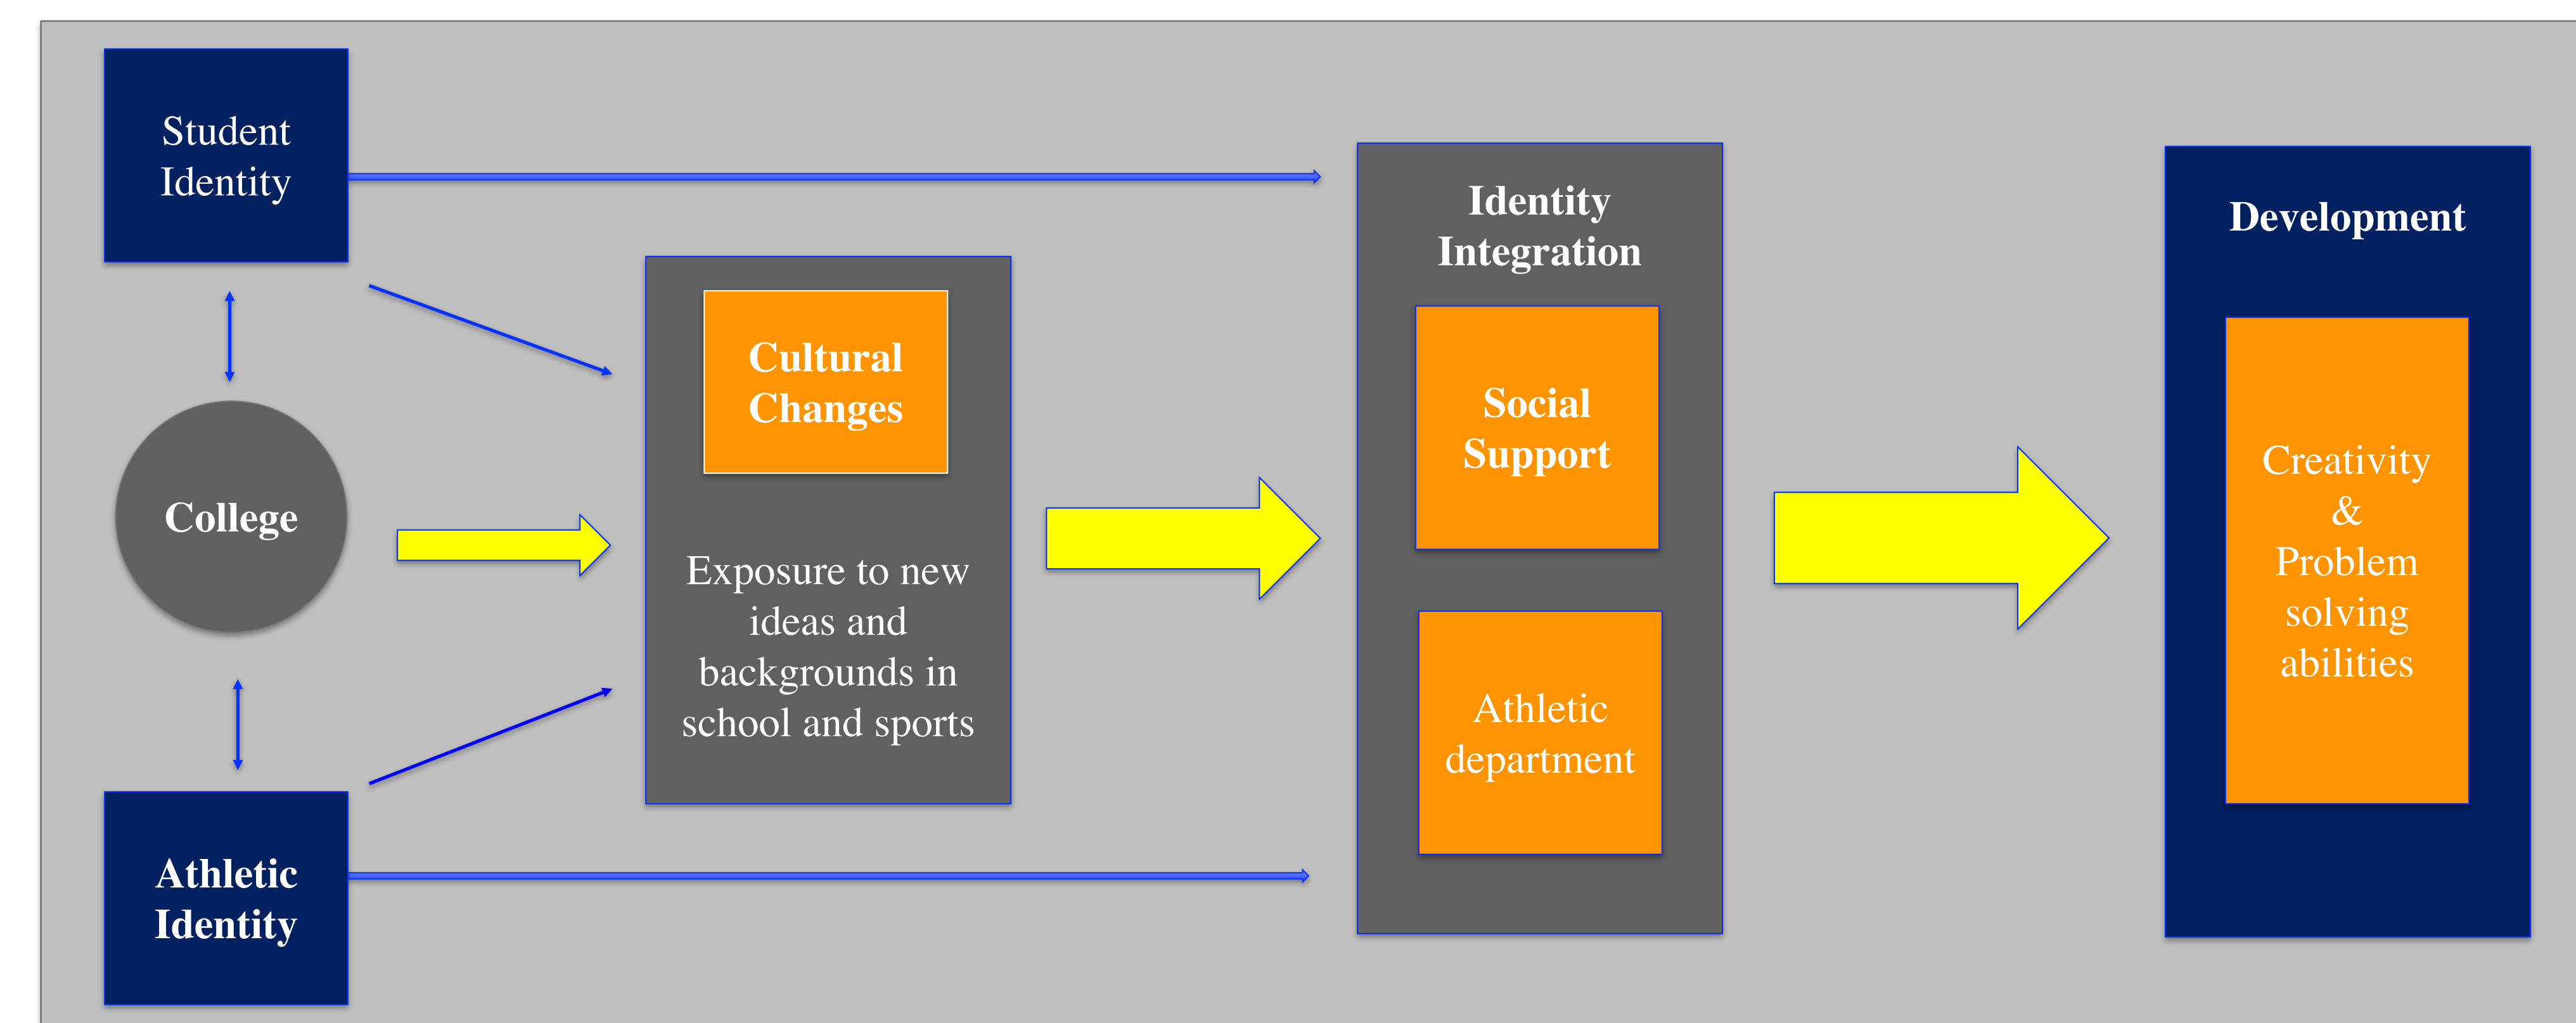 Student
Identity
College
Athletic
Identity
Cultural
Changes
Exposure to new
ideas and
backgrounds in
school and sports
Identity
Integration
Social
Support
Athletic
department
Development
Creativity
&
Problem
solving
abilities